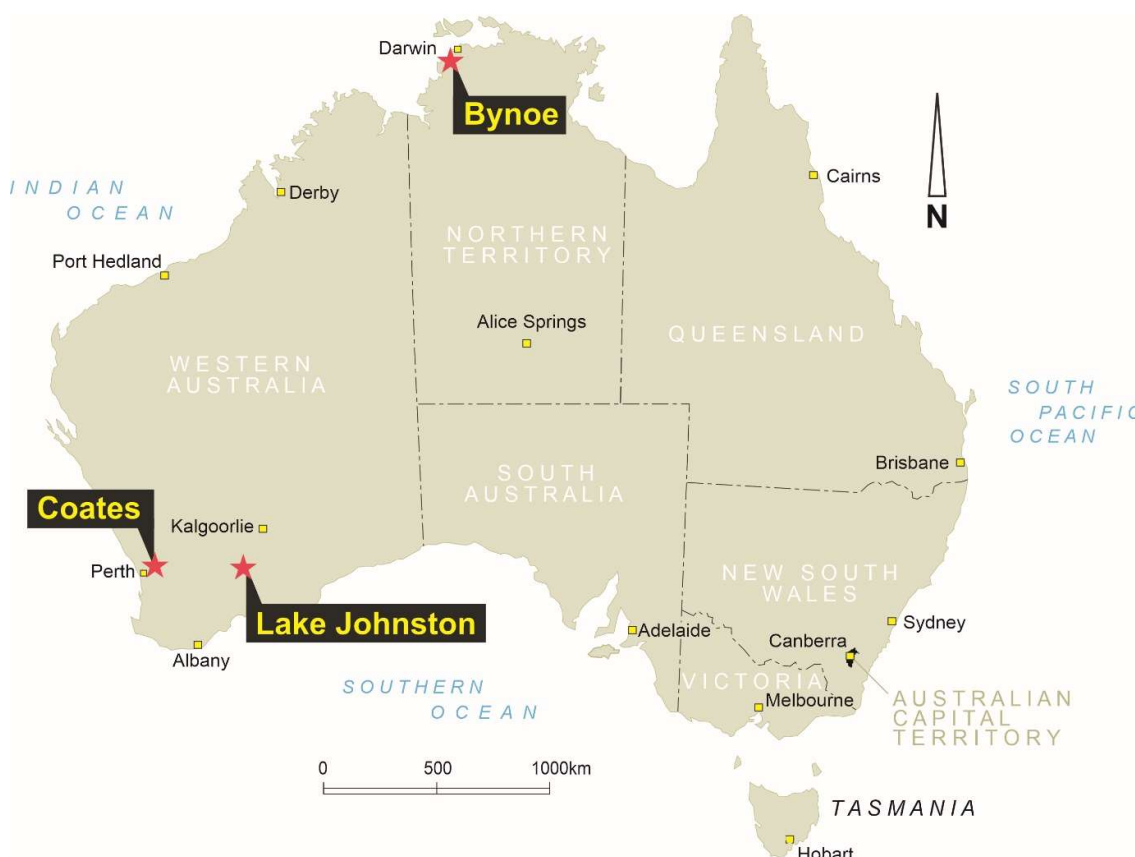 Darwin
Bynoe
INDIAN
OCEAN
Derby
Cairns
N
NORTHERN
TERRITORY
Port Hedland
Alice Springs
QUEENSLAND
WESTERN
AUSTRALIA
SOUTH
PACIFIC
OCEAN
Brisbane
SOUTH
AUSTRALIA
Coates
Kalgoorlie
Perth
NEW SOUTH
WALES
Lake Johnston
Adelaide
Sydney
Canberra
Albany
SOUTHERN
OCEAN
VICTORIA
Melbourne
AUSTRALIAN
CAPITAL
TERRITORY
0 500 1000km
TASMANIA
Hobart